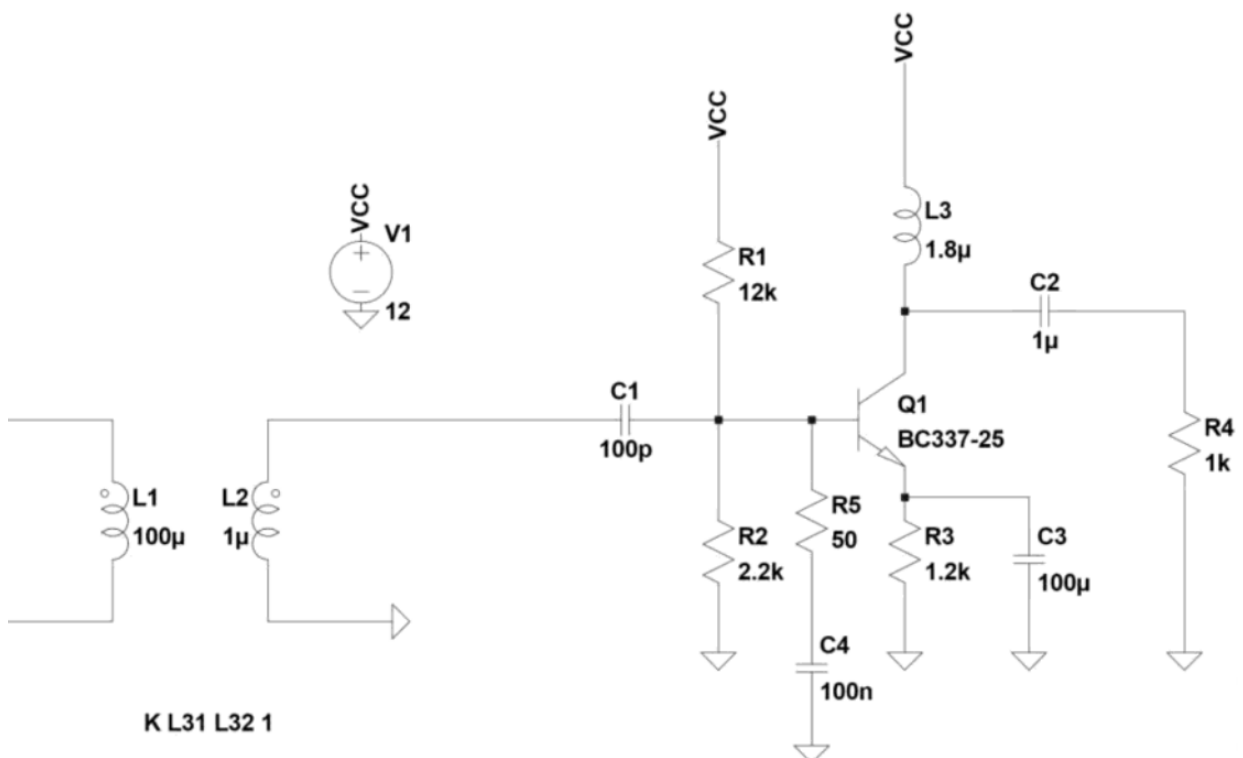 VCC
VCC
VCC
V1
12
L3
1.8µ
R1
12k
C2
1µ
C1
100p
Q1
BC337-25
R4
1k
L1
100µ
L2
1µ
R2
2.2k
R5
50
R3
1.2k
C3
100µ
C4
100n
K L31 L32 1